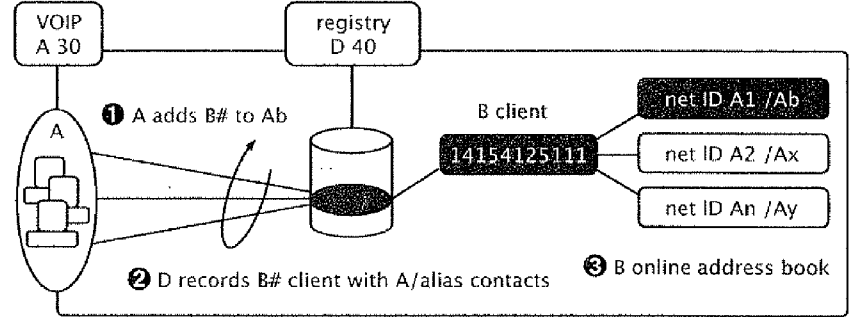 VOIP
A 30
registry
D 40
❶ A adds B# to Ab
A
B client
14154125111
net ID A1 /Ab
net ID A2 /Ax
net ID An /Ay
❷ D records B# client with A/alias contacts
❸ B online address book